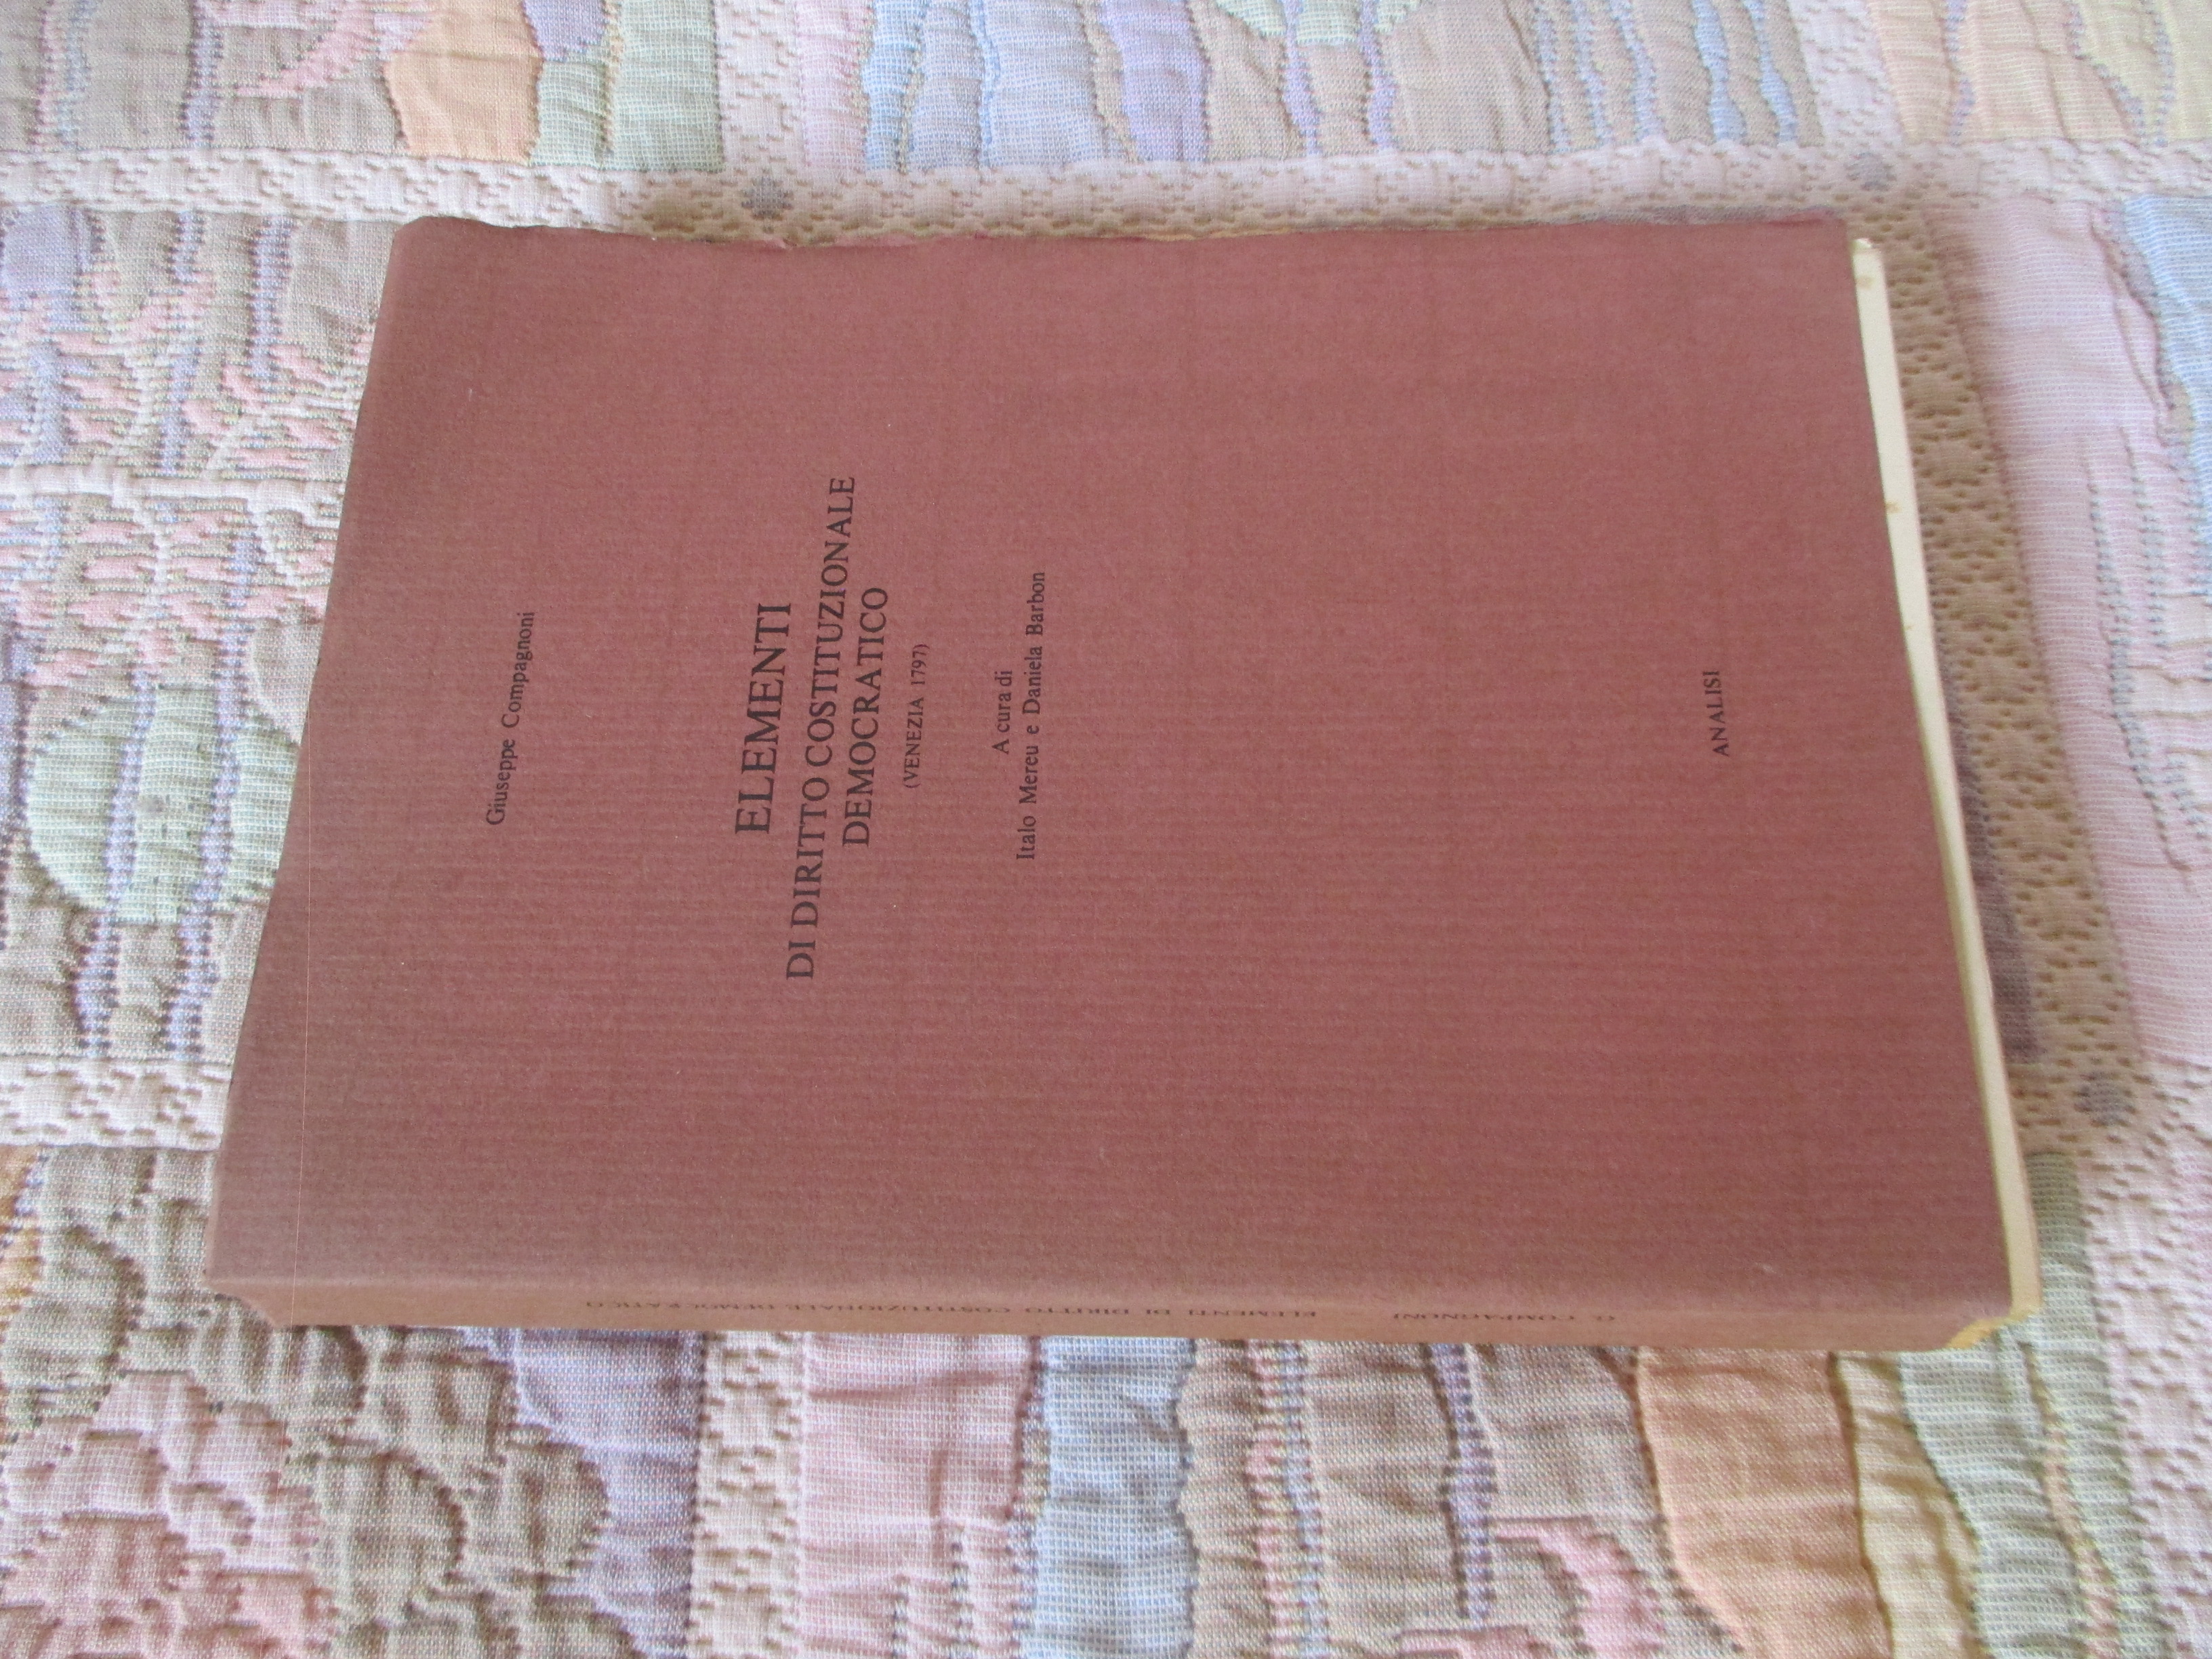 Giuseppe Compagnoni
ELEMENTI
DI DIRITTO COSTITUZIONALE
DEMOCRATICO
(VENEZIA 1797)
A cura di
Italo Mereu e Daniela Barbon
ANALISI
G. COMPAGNONI ELEMENTI DI DIRITTO COSTITUZIONALE DEMOCRATICO